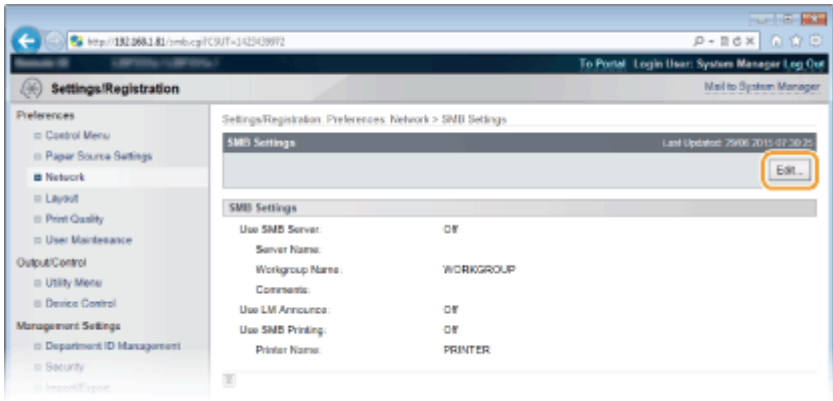 http://192.168.1.81/smb.cgi?CSUT=1423439972
To Portal Login User: System Manager Log Out
Settings/Registration
Mail to System Manager
Preferences
Control Menu
Paper Source Settings
Network
Layout
Print Quality
User Maintenance
Output/Control
Utility Menu
Device Control
Management Settings
Department ID Management
Security
Import/Export
Settings/Registration: Preferences: Network > SMB Settings
SMB Settings
Last Updated: 29/06 2015 07:30:25
Edit...
SMB Settings
Use SMB Server: Off
Server Name:
Workgroup Name: WORKGROUP
Comments:
Use LM Announce: Off
Use SMB Printing: Off
Printer Name: PRINTER